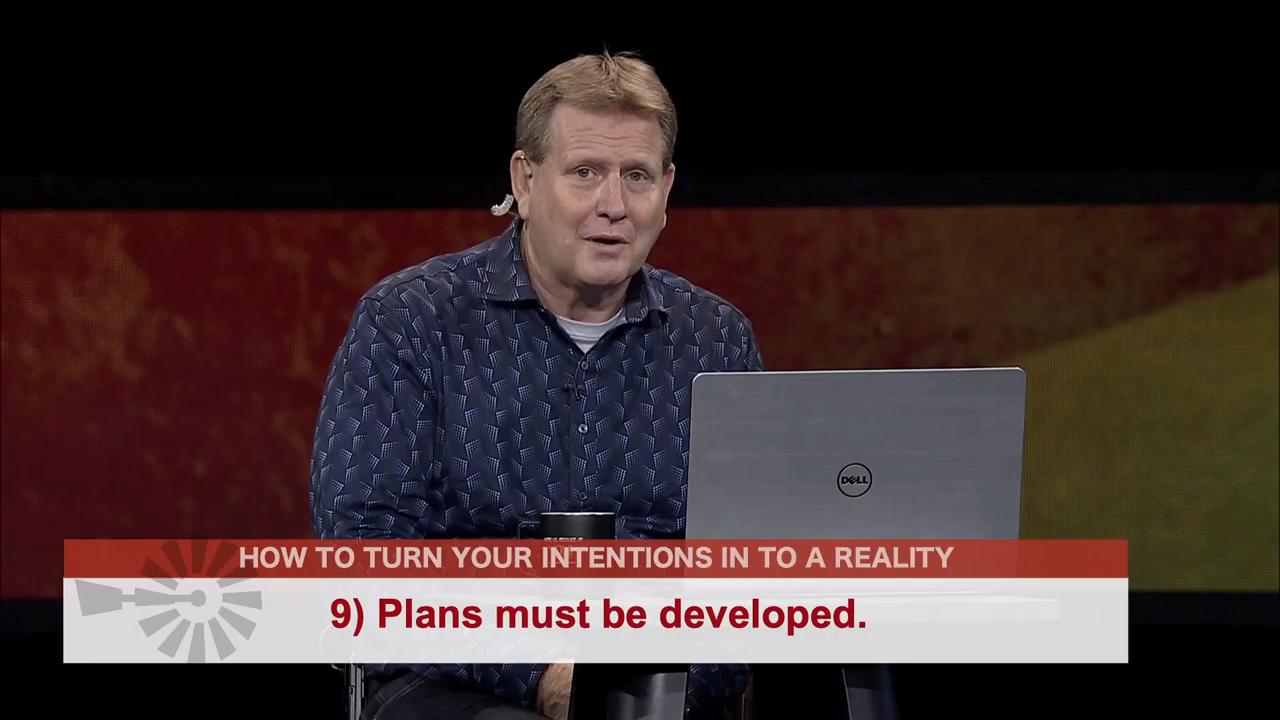 DELL
HOW TO TURN YOUR INTENTIONS IN TO A REALITY
9) Plans must be developed.